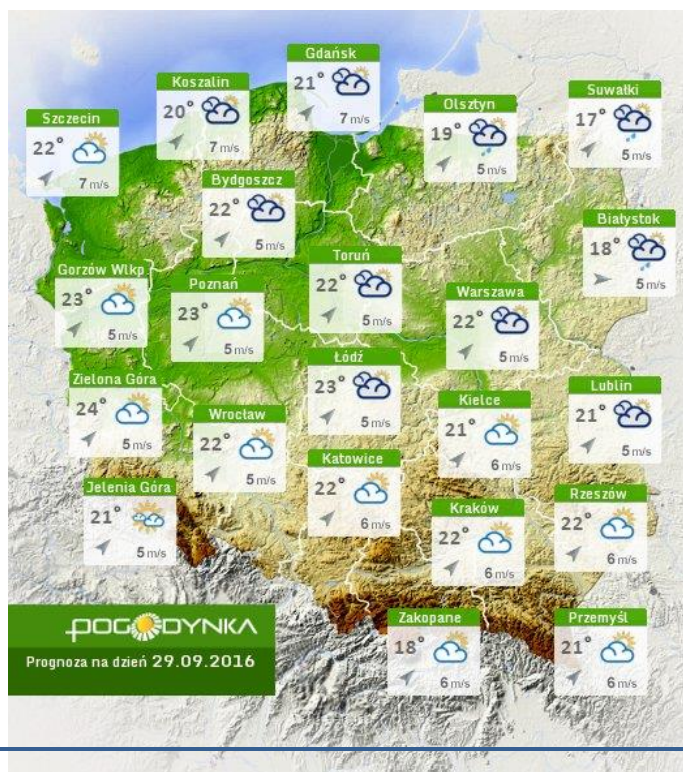 Gdańsk
21°
7 m/s
Koszalin
20°
7 m/s
Suwałki
17°
5 m/s
Olsztyn
19°
5 m/s
Szczecin
22°
7 m/s
Bydgoszcz
22°
5 m/s
Białystok
18°
5 m/s
Toruń
22°
5 m/s
Gorzów Wlkp
23°
5 m/s
Poznań
23°
5 m/s
Warszawa
22°
5 m/s
Łódź
23°
5 m/s
Zielona Góra
24°
5 m/s
Lublin
21°
5 m/s
Kielce
21°
6 m/s
Wrocław
22°
5 m/s
Katowice
22°
6 m/s
Jelenia Góra
21°
5 m/s
Rzeszów
22°
6 m/s
Kraków
22°
6 m/s
Zakopane
18°
6 m/s
Przemyśl
21°
6 m/s
POGODYNKA
Prognoza na dzień 29.09.2016